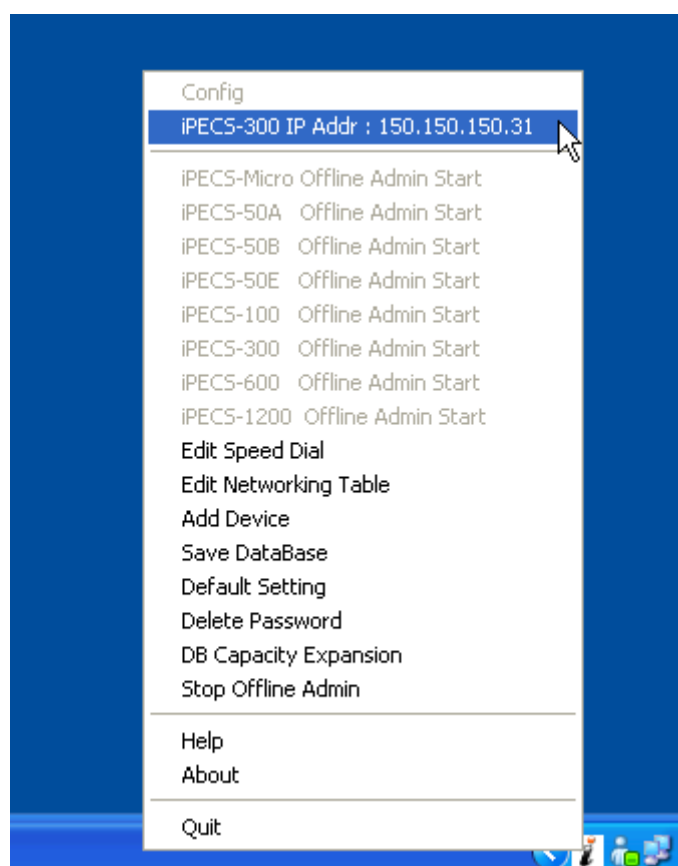 Config
iPECS-300 IP Addr : 150.150.150.31
iPECS-Micro Offline Admin Start
iPECS-50A Offline Admin Start
iPECS-50B Offline Admin Start
iPECS-50E Offline Admin Start
iPECS-100 Offline Admin Start
iPECS-300 Offline Admin Start
iPECS-600 Offline Admin Start
iPECS-1200 Offline Admin Start
Edit Speed Dial
Edit Networking Table
Add Device
Save DataBase
Default Setting
Delete Password
DB Capacity Expansion
Stop Offline Admin
Help
About
Quit